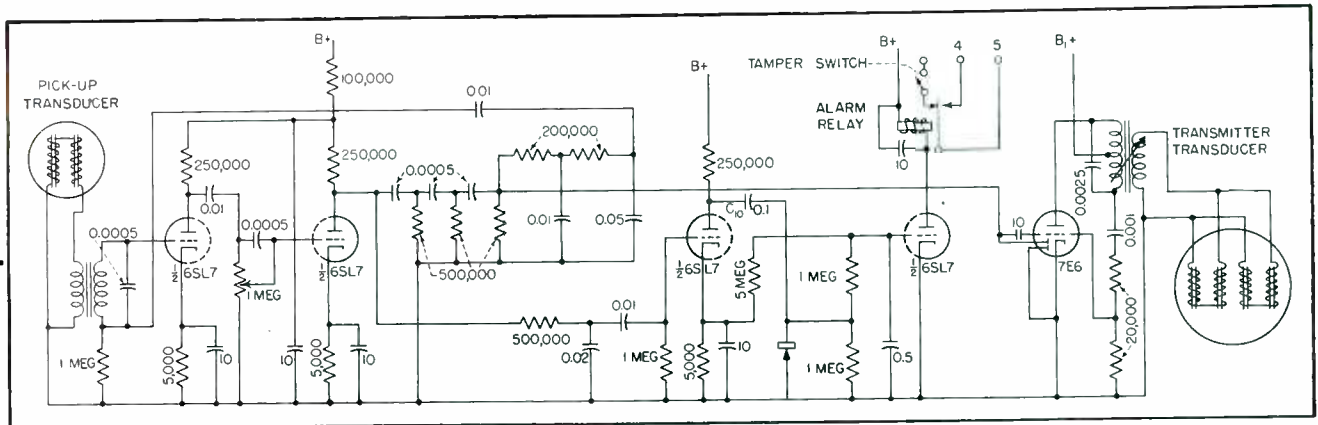 PICK-UP
TRANSDUCER
0.0005
1 MEG
250,000
0.01
½ 6SL7
5,000
10
0.0005
1 MEG
10
B+
100,000
250,000
½ 6SL7
5,000
10
0.01
0.0005
500,000
200,000
0.01
0.05
500,000
0.02
0.01
1 MEG
B+
250,000
C10 0.1
½ 6SL7
5,000
10
5 MEG
1 MEG
1 MEG
0.5
B+
TAMPER SWITCH
4
5
ALARM
RELAY
10
½ 6SL7
10
7E6
B1+
0.0025
0.001
20,000
TRANSMITTER
TRANSDUCER